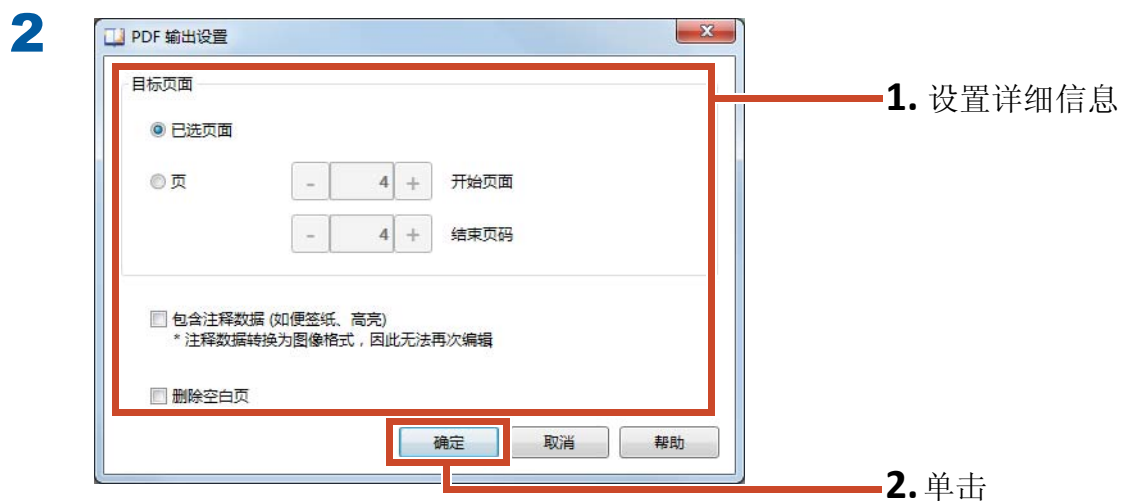 2
PDF 输出设置
目标页面
1. 设置详细信息
已选页面
页
- 4 + 开始页面
- 4 + 结束页码
包含注释数据 (如便签纸、高亮)
* 注释数据转换为图像格式，因此无法再次编辑
删除空白页
确定 取消 帮助
2. 单击